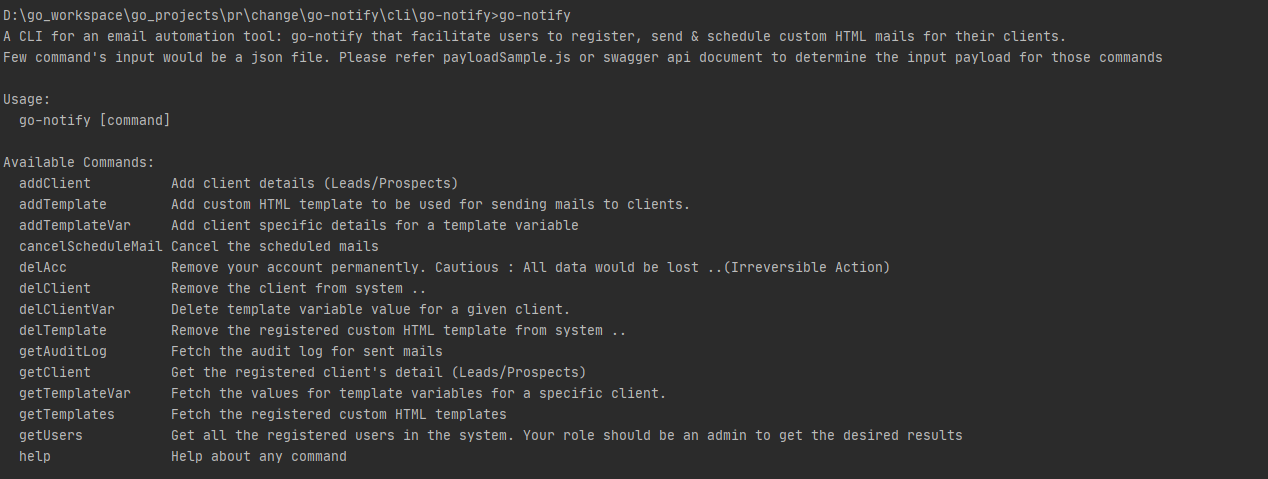 D:\go_workspace\go_projects\pr\change\go-notify\cli\go-notify>go-notify
A CLI for an email automation tool: go-notify that facilitate users to register, send & schedule custom HTML mails for their clients.
Few command's input would be a json file. Please refer payloadSample.js or swagger api document to determine the input payload for those commands
Usage:
go-notify [command]
Available Commands:
addClient Add client details (Leads/Prospects)
addTemplate Add custom HTML template to be used for sending mails to clients.
addTemplateVar Add client specific details for a template variable
cancelScheduleMail Cancel the scheduled mails
delAcc Remove your account permanently. Cautious : All data would be lost ..(Irreversible Action)
delClient Remove the client from system ..
delClientVar Delete template variable value for a given client.
delTemplate Remove the registered custom HTML template from system ..
getAuditLog Fetch the audit log for sent mails
getClient Get the registered client's detail (Leads/Prospects)
getTemplateVar Fetch the values for template variables for a specific client.
getTemplates Fetch the registered custom HTML templates
getUsers Get all the registered users in the system. Your role should be an admin to get the desired results
help Help about any command